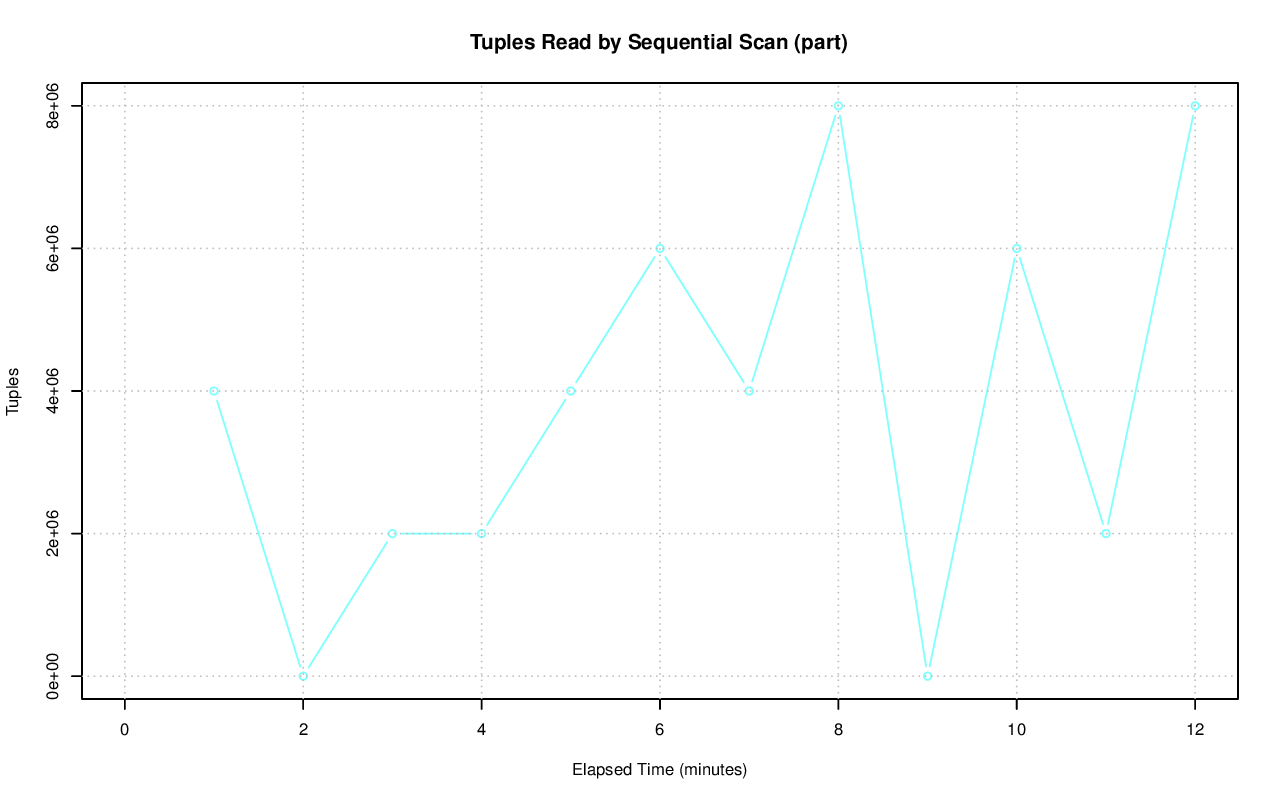 Tuples Read by Sequential Scan (part)
Tuples
8e+06
6e+06
4e+06
2e+06
0e+00
0 2 4 6 8 10 12
Elapsed Time (minutes)